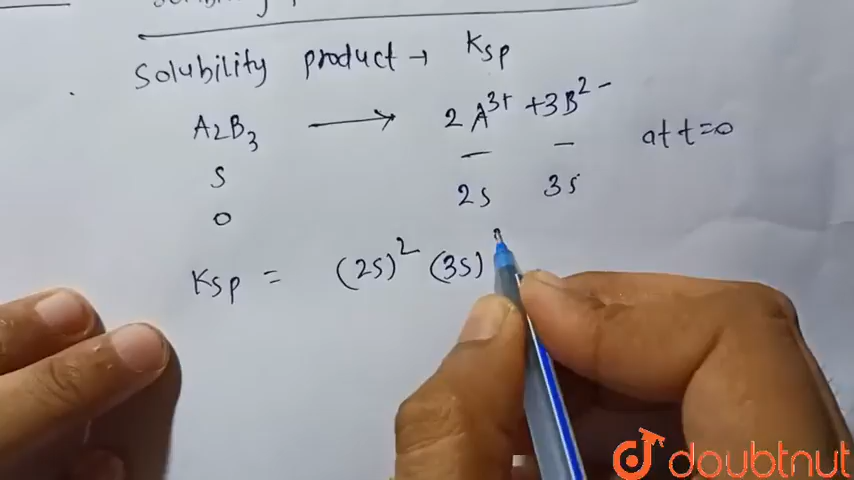 Solubility product → Ksp
A₂B₃ → 2A³⁺ + 3B²⁻
S — — at t=0
0 2s 3s
Ksp = (2s)² (3s)
doubtnut